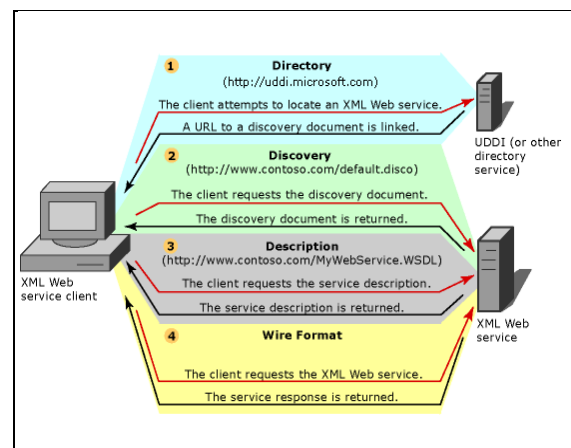 1 Directory
(http://uddi.microsoft.com)
The client attempts to locate an XML Web service.
A URL to a discovery document is linked.
UDDI (or other
directory
service)
2 Discovery
(http://www.contoso.com/default.disco)
The client requests the discovery document.
The discovery document is returned.
3 Description
(http://www.contoso.com/MyWebService.WSDL)
The client requests the service description.
The service description is returned.
XML Web
service client
XML Web
service
4 Wire Format
The client requests the XML Web service.
The service response is returned.